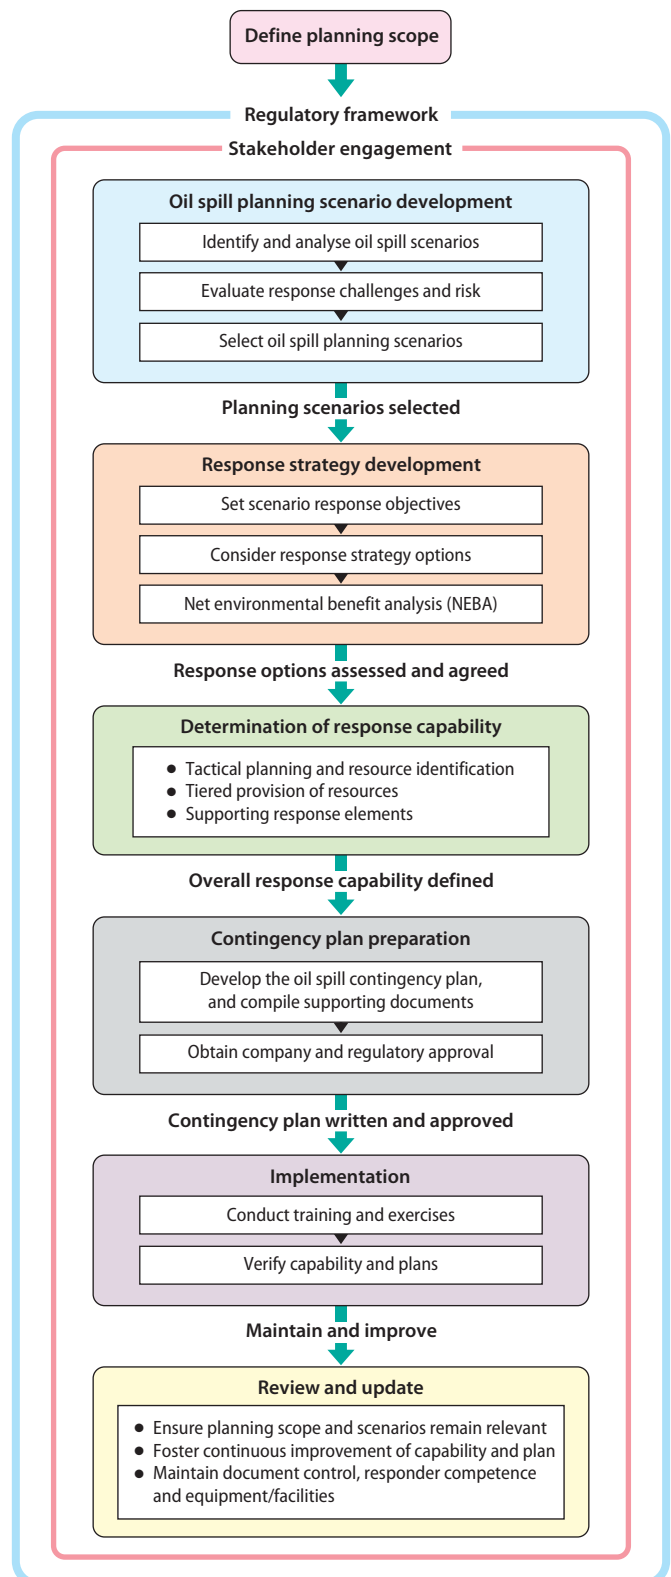 Define planning scope
Regulatory framework
Stakeholder engagement
Oil spill planning scenario development
Identify and analyse oil spill scenarios
Evaluate response challenges and risk
Select oil spill planning scenarios
Planning scenarios selected
Response strategy development
Set scenario response objectives
Consider response strategy options
Net environmental benefit analysis (NEBA)
Response options assessed and agreed
Determination of response capability
● Tactical planning and resource identification
● Tiered provision of resources
● Supporting response elements
Overall response capability defined
Contingency plan preparation
Develop the oil spill contingency plan,
and compile supporting documents
Obtain company and regulatory approval
Contingency plan written and approved
Implementation
Conduct training and exercises
Verify capability and plans
Maintain and improve
Review and update
● Ensure planning scope and scenarios remain relevant
● Foster continuous improvement of capability and plan
● Maintain document control, responder competence
and equipment/facilities